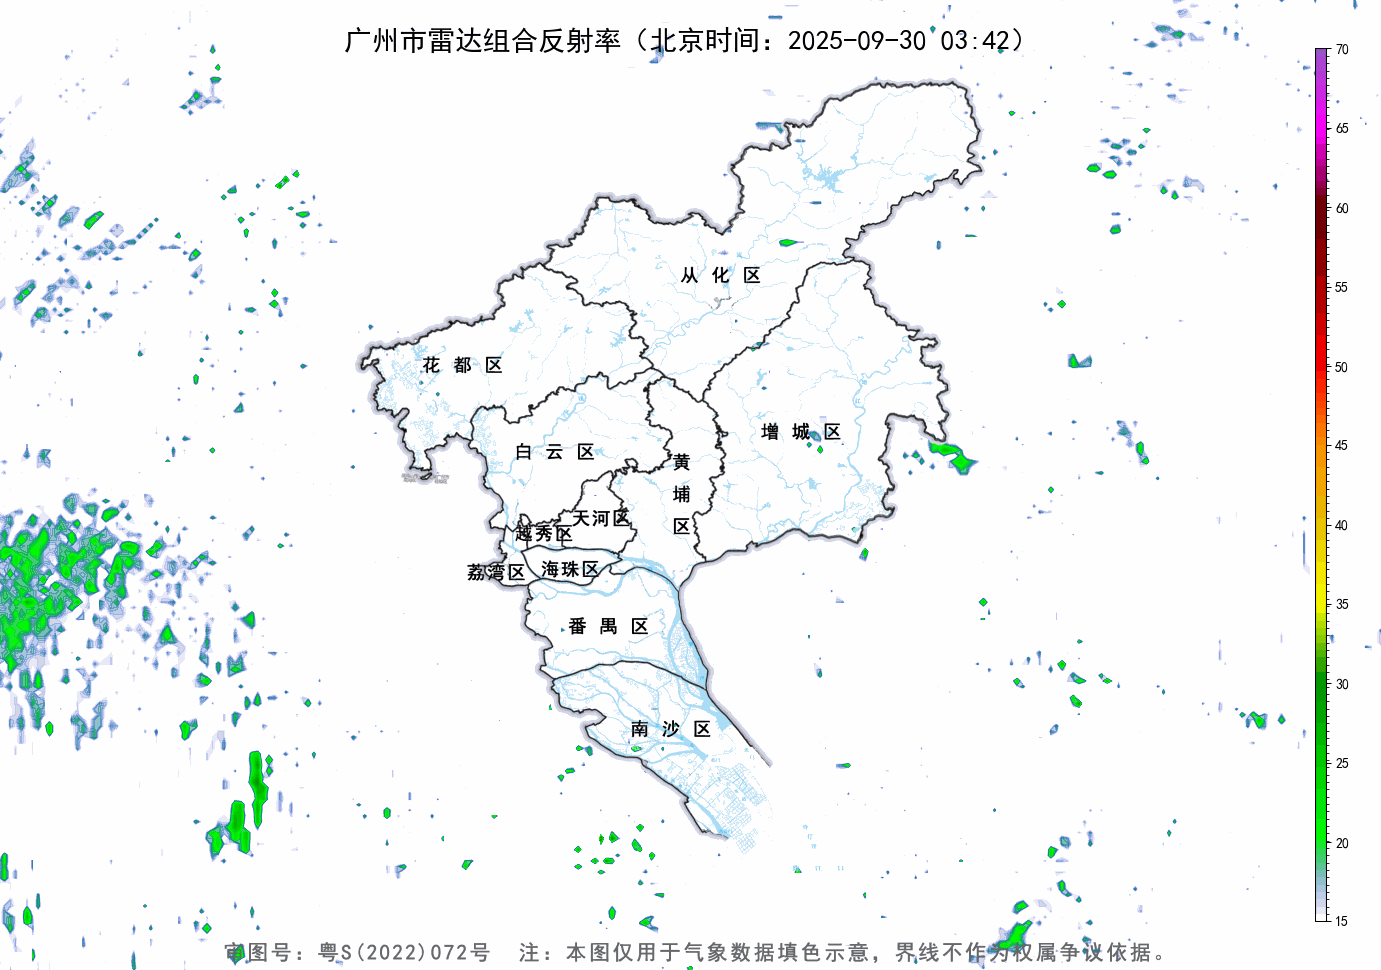 广州市雷达组合反射率（北京时间：2025-09-30 03:42）
70
65
60
55
50
45
40
35
30
25
20
15
从化区
花都区
增城区
白云区
黄埔区
天河区
越秀区
荔湾区
海珠区
番禺区
南沙区
审图号：粤S(2022)072号 注：本图仅用于气象数据填色示意，界线不作为权属争议依据。